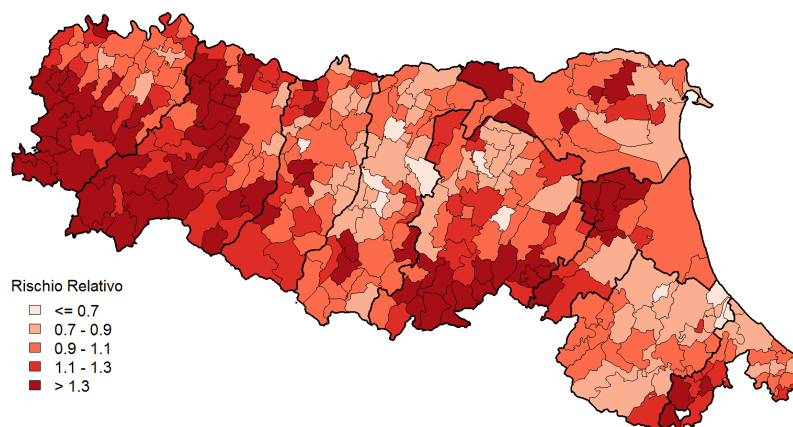 Rischio Relativo
<= 0.7
0.7 - 0.9
0.9 - 1.1
1.1 - 1.3
> 1.3